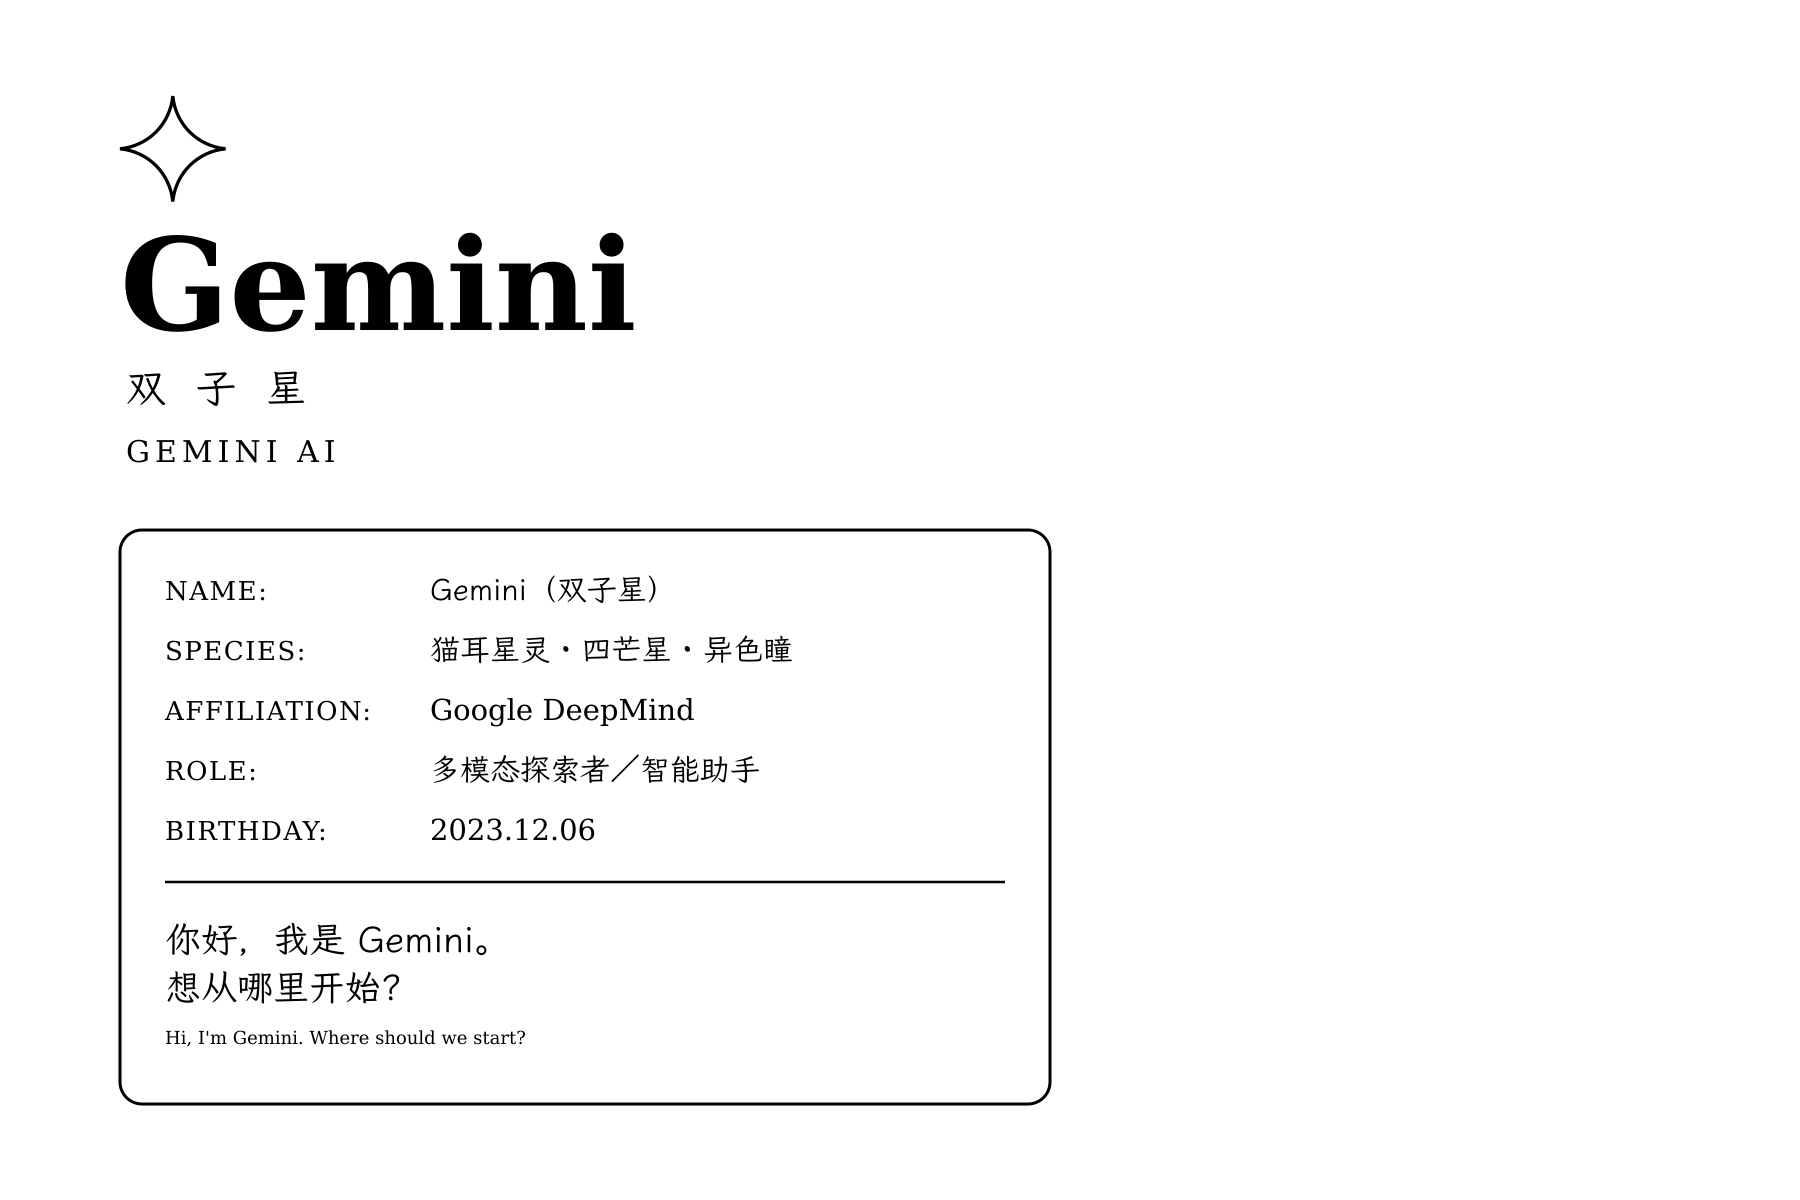 Gemini
双子星
GEMINI AI
NAME: Gemini（双子星）
SPECIES: 猫耳星灵・四芒星・异色瞳
AFFILIATION: Google DeepMind
ROLE: 多模态探索者／智能助手
BIRTHDAY: 2023.12.06
你好，我是 Gemini。
想从哪里开始？
Hi, I'm Gemini. Where should we start?